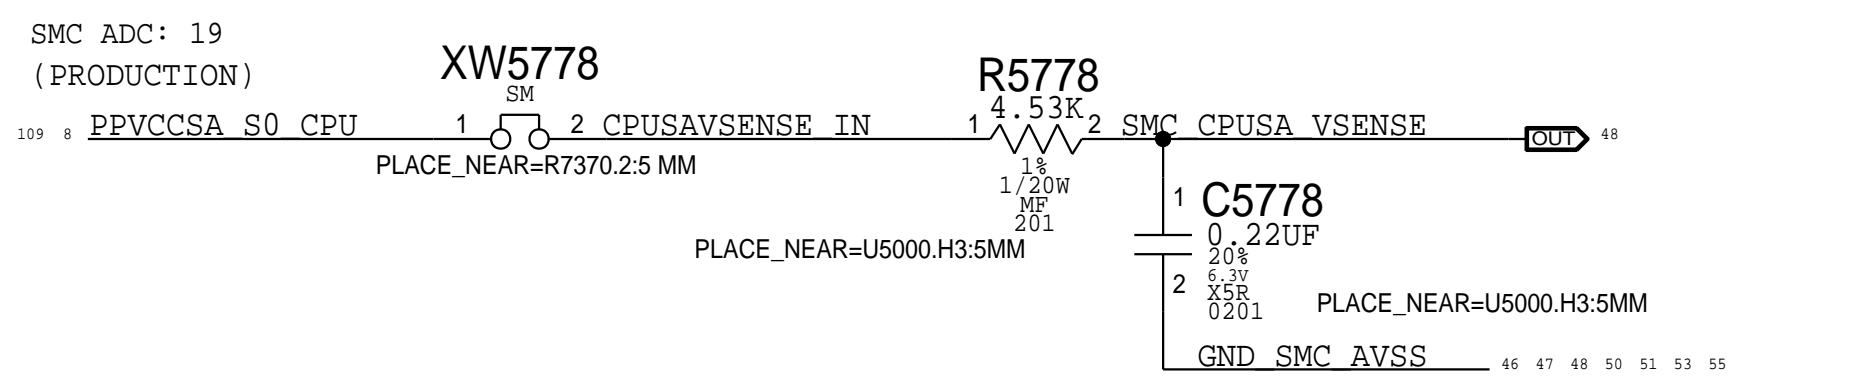 SMC ADC: 19
(PRODUCTION)
XW5778
SM
R5778
4.53K
109 8 PPVCCSA_S0_CPU 1 2 CPUSAVSENSE_IN 1 2 SMC_CPUSA_VSENSE OUT 48
PLACE_NEAR=R7370.2:5 MM
1%
1/20W
MF
201
PLACE_NEAR=U5000.H3:5MM
1 C5778
0.22UF
20%
6.3V
2 X5R
0201
PLACE_NEAR=U5000.H3:5MM
GND_SMC_AVSS 46 47 48 50 51 53 55